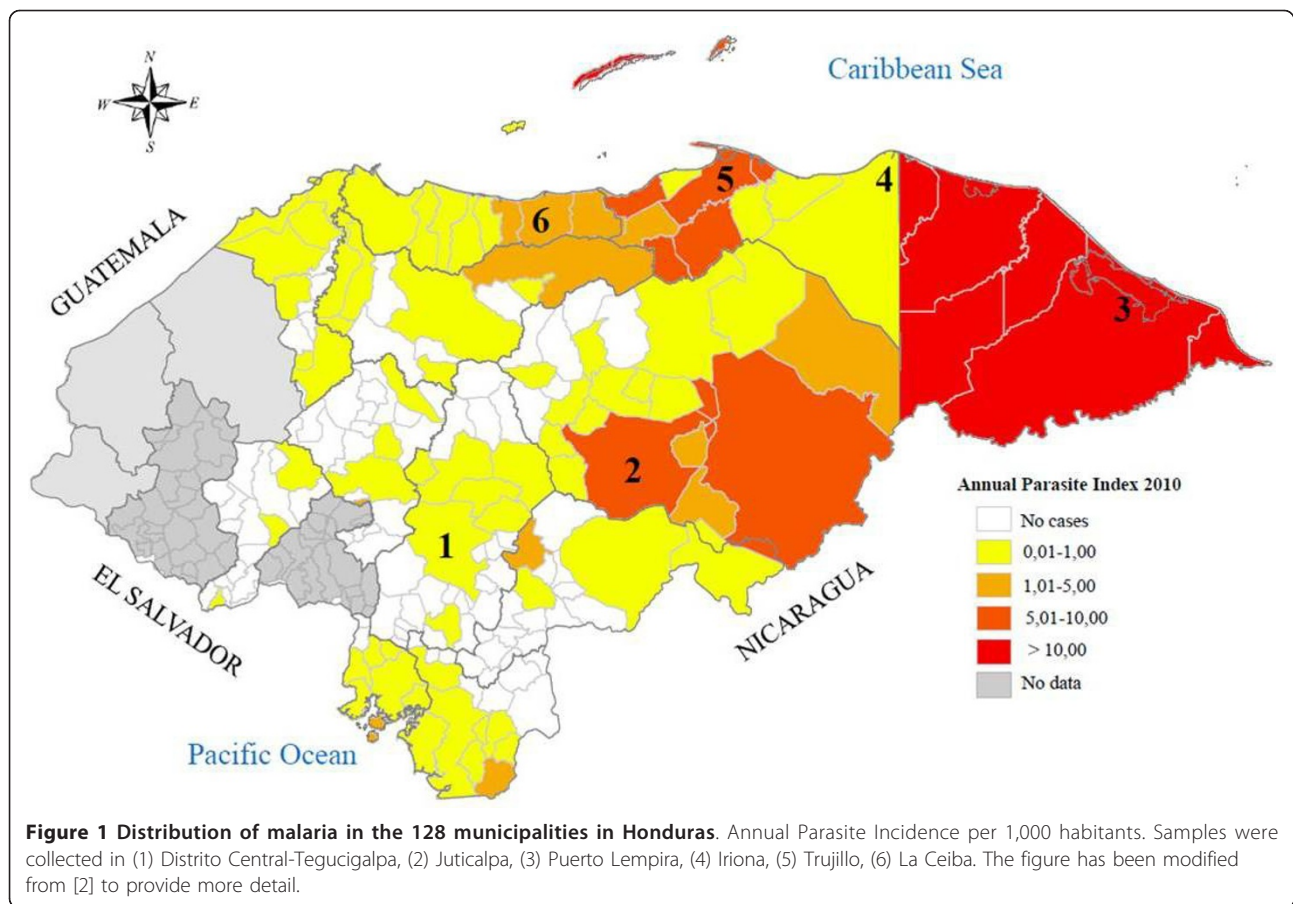 N
W E
S
Caribbean Sea
GUATEMALA
6
5
4
3
2
1
EL SALVADOR
NICARAGUA
Pacific Ocean
Annual Parasite Index 2010
No cases
0,01-1,00
1,01-5,00
5,01-10,00
> 10,00
No data
Figure 1 Distribution of malaria in the 128 municipalities in Honduras. Annual Parasite Incidence per 1,000 habitants. Samples were
collected in (1) Distrito Central-Tegucigalpa, (2) Juticalpa, (3) Puerto Lempira, (4) Iriona, (5) Trujillo, (6) La Ceiba. The figure has been modified
from [2] to provide more detail.